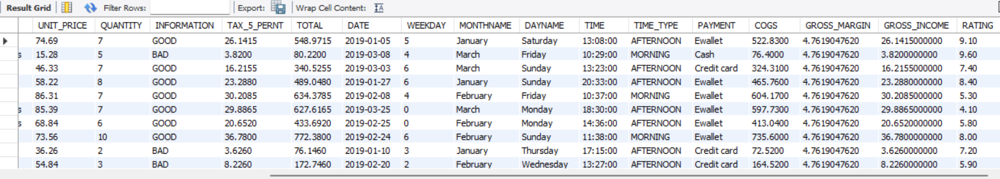 Result Grid Filter Rows: Export: Wrap Cell Content: IA
UNIT_PRICE QUANTITY INFORMATION TAX_5_PERNT TOTAL DATE WEEKDAY MONTHNAME DAYNAME TIME TIME_TYPE PAYMENT COGS GROSS_MARGIN GROSS_INCOME RATING
74.69 7 GOOD 26.1415 548.9715 2019-01-05 5 January Saturday 13:08:00 AFTERNOON Ewallet 522.8300 4.7619047620 26.1415000000 9.10
s 15.28 5 BAD 3.8200 80.2200 2019-03-08 4 March Friday 10:29:00 MORNING Cash 76.4000 4.7619047620 3.8200000000 9.60
46.33 7 GOOD 16.2155 340.5255 2019-03-03 6 March Sunday 13:23:00 AFTERNOON Credit card 324.3100 4.7619047620 16.2155000000 7.40
58.22 8 GOOD 23.2880 489.0480 2019-01-27 6 January Sunday 20:33:00 AFTERNOON Ewallet 465.7600 4.7619047620 23.2880000000 8.40
86.31 7 GOOD 30.2085 634.3785 2019-02-08 4 February Friday 10:37:00 MORNING Ewallet 604.1700 4.7619047620 30.2085000000 5.30
s 85.39 7 GOOD 29.8865 627.6165 2019-03-25 0 March Monday 18:30:00 AFTERNOON Ewallet 597.7300 4.7619047620 29.8865000000 4.10
s 68.84 6 GOOD 20.6520 433.6920 2019-02-25 0 February Monday 14:36:00 AFTERNOON Ewallet 413.0400 4.7619047620 20.6520000000 5.80
73.56 10 GOOD 36.7800 772.3800 2019-02-24 6 February Sunday 11:38:00 MORNING Ewallet 735.6000 4.7619047620 36.7800000000 8.00
36.26 2 BAD 3.6260 76.1460 2019-01-10 3 January Thursday 17:15:00 AFTERNOON Credit card 72.5200 4.7619047620 3.6260000000 7.20
54.84 3 BAD 8.2260 172.7460 2019-02-20 2 February Wednesday 13:27:00 AFTERNOON Credit card 164.5200 4.7619047620 8.2260000000 5.90